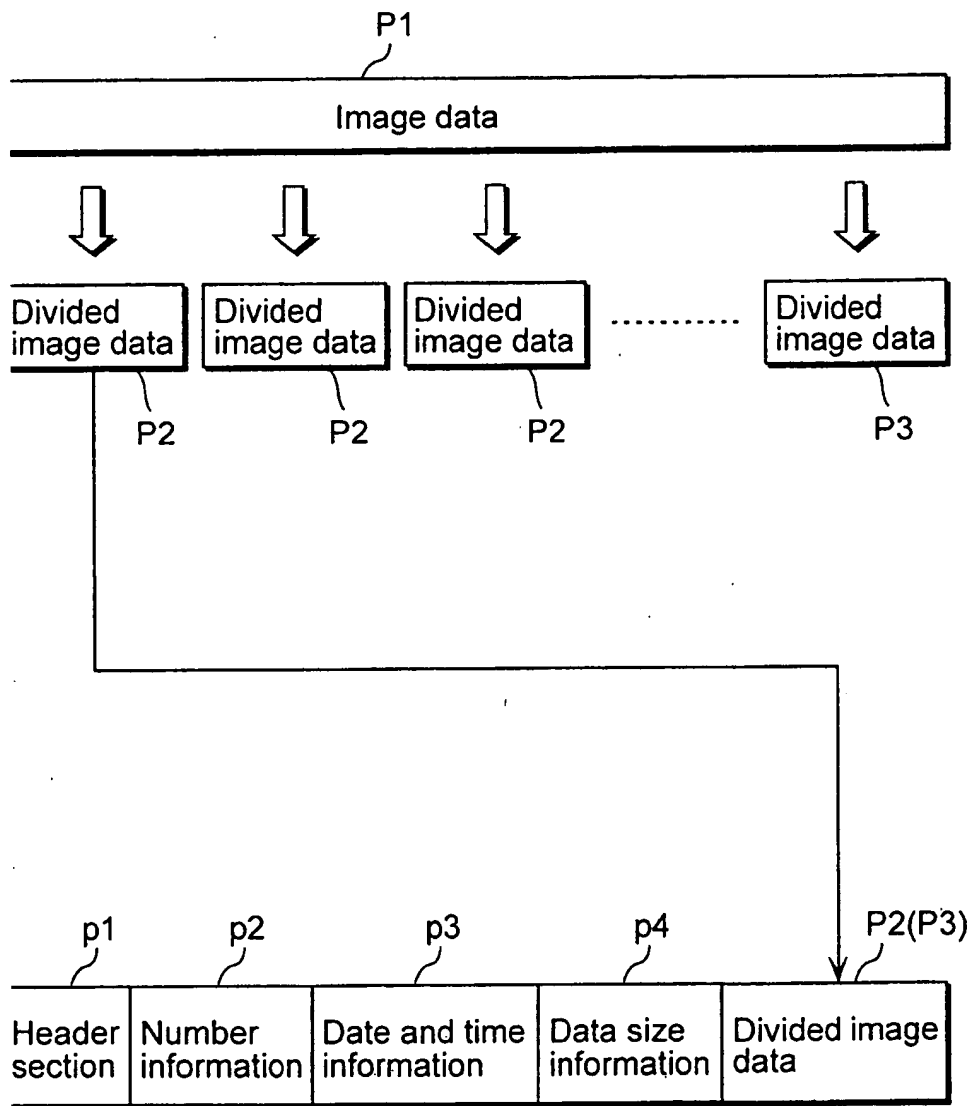 P1
Image data
Divided Divided Divided Divided
image data image data image data image data
P2 P2 P2 P3
p1 p2 p3 p4 P2(P3)
Header Number Date and time Data size Divided image
section information information information data